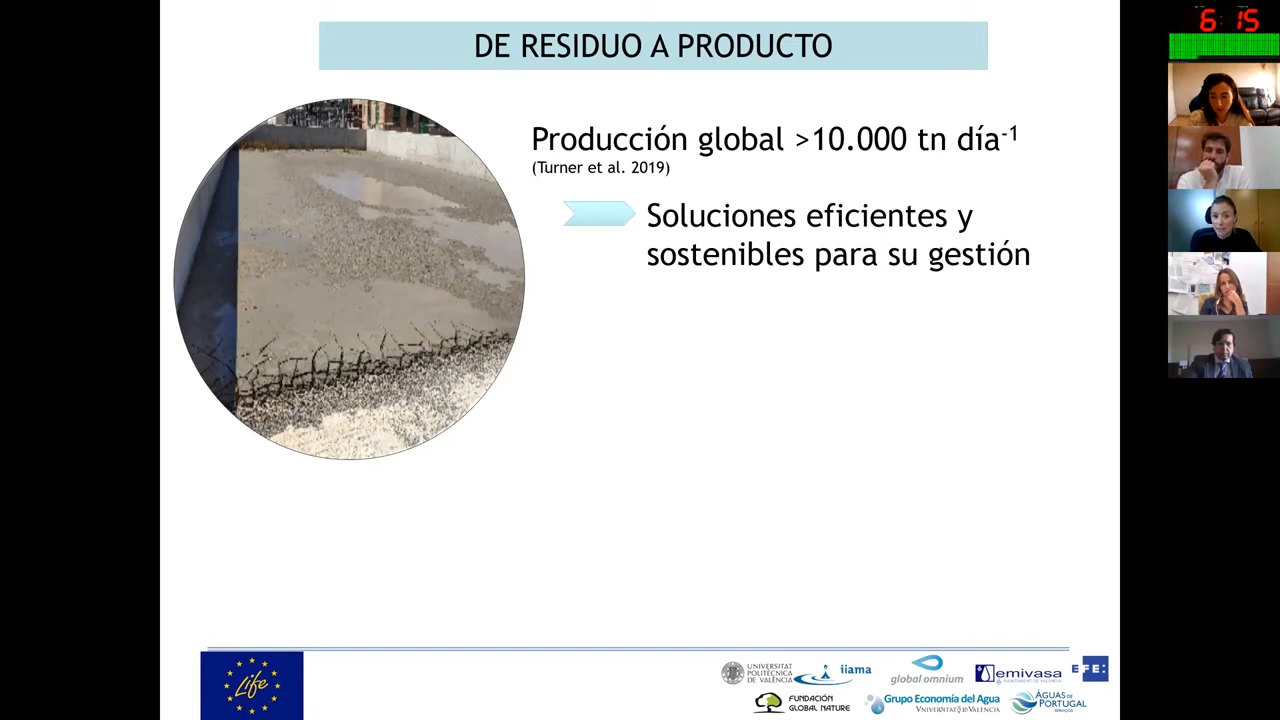 DE RESIDUO A PRODUCTO
6:15
Producción global >10.000 tn día-1
(Turner et al. 2019)
Soluciones eficientes y
sostenibles para su gestión
Life
UNIVERSITAT
POLITÈCNICA
DE VALÈNCIA
iiama
global omnium
emivasa
EFE:
FUNDACIÓN
GLOBAL NATURE
Grupo Economía del Agua
UNIVERSITAT DE VALÈNCIA
ÁGUAS DE
PORTUGAL
SERVIÇOS